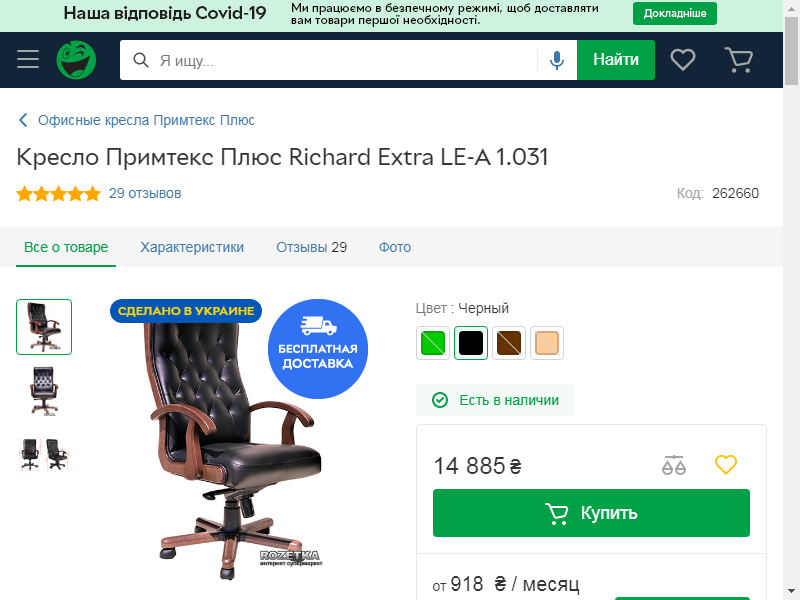 Наша відповідь Covid-19
Ми працюємо в безпечному режимі, щоб доставляти
вам товари першої необхідності.
Докладніше
Я ищу...
Найти
Офисные кресла Примтекс Плюс
Кресло Примтекс Плюс Richard Extra LE-A 1.031
29 отзывов
Код: 262660
Все о товаре
Характеристики
Отзывы 29
Фото
СДЕЛАНО В УКРАИНЕ
БЕСПЛАТНАЯ
ДОСТАВКА
Цвет : Черный
Есть в наличии
14 885 ₴
Купить
ROZETKA
интернет супермаркет
от 918 ₴ / месяц